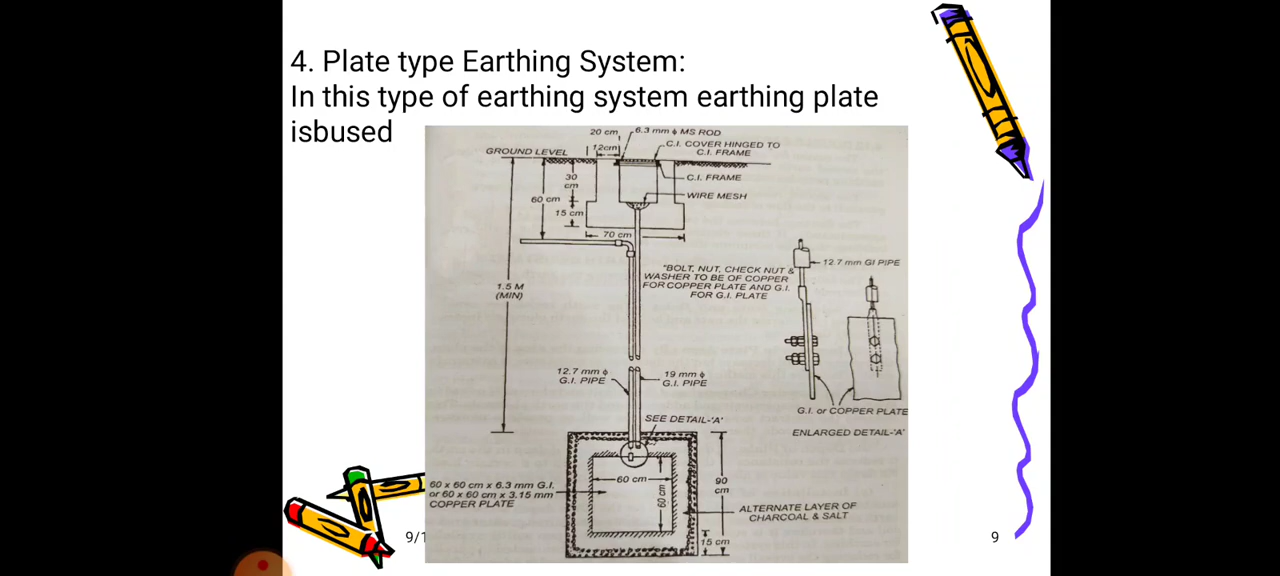 4. Plate type Earthing System:
In this type of earthing system earthing plate
isbused
20 cm
6.3 mm ϕ MS ROD
12cm
C.I. COVER HINGED TO
C.I. FRAME
GROUND LEVEL
30
cm
C.I. FRAME
60 cm
WIRE MESH
15 cm
70 cm
"BOLT, NUT, CHECK NUT &
WASHER TO BE OF COPPER
FOR COPPER PLATE AND G.I.
FOR G.I. PLATE
12.7 mm GI PIPE
1.5 M
(MIN)
12.7 mm ϕ
G.I. PIPE
19 mm ϕ
G.I. PIPE
SEE DETAIL-'A'
G.I. or COPPER PLATE
ENLARGED DETAIL-'A'
60 cm
60 cm
90
cm
60 x 60 cm x 6.3 mm G.I.
or 60 x 60 cm x 3.15 mm
COPPER PLATE
ALTERNATE LAYER OF
CHARCOAL & SALT
15 cm
9/1
9